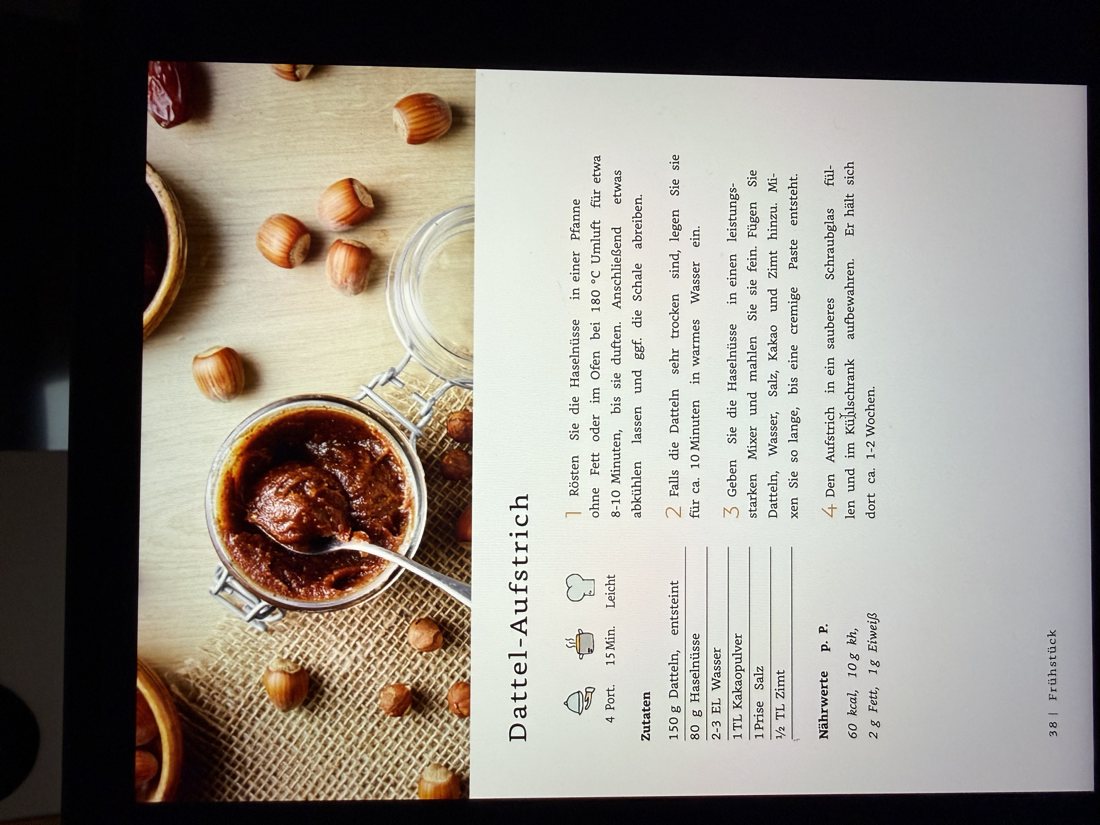 Dattel-Aufstrich
4 Port. 15 Min. Leicht
Zutaten
150 g Datteln, entsteint
80 g Haselnüsse
2-3 EL Wasser
1 TL Kakaopulver
1 Prise Salz
½ TL Zimt
Nährwerte p. P.
60 kcal, 10 g kh,
2 g Fett, 1 g Eiweiß
1 Rösten Sie die Haselnüsse in einer Pfanne
ohne Fett oder im Ofen bei 180 °C Umluft für etwa
8-10 Minuten, bis sie duften. Anschließend etwas
abkühlen lassen und ggf. die Schale abreiben.
2 Falls die Datteln sehr trocken sind, legen Sie sie
für ca. 10 Minuten in warmes Wasser ein.
3 Geben Sie die Haselnüsse in einen leistungs-
starken Mixer und mahlen Sie sie fein. Fügen Sie
Datteln, Wasser, Salz, Kakao und Zimt hinzu. Mi-
xen Sie so lange, bis eine cremige Paste entsteht.
4 Den Aufstrich in ein sauberes Schraubglas fül-
len und im Kühlschrank aufbewahren. Er hält sich
dort ca. 1-2 Wochen.
38 | Frühstück